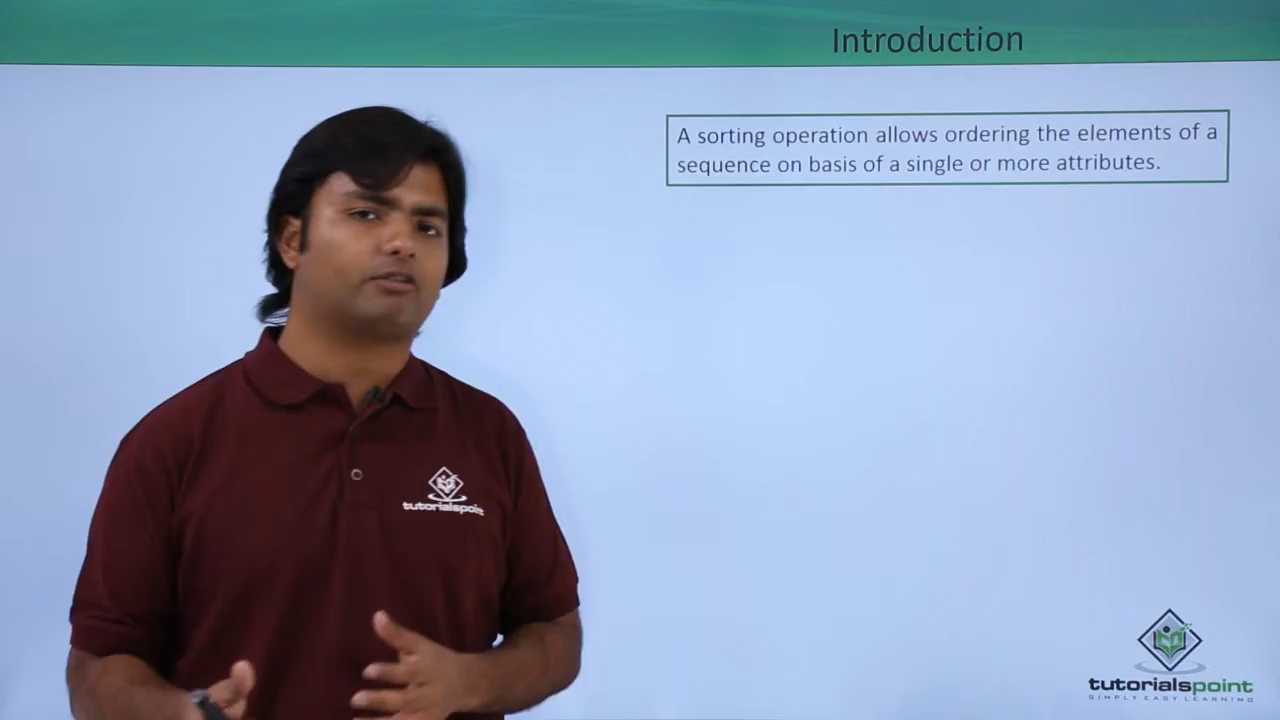 Introduction
A sorting operation allows ordering the elements of a
sequence on basis of a single or more attributes.
tutorialspoint
tutorialspoint
SIMPLY EASY LEARNING